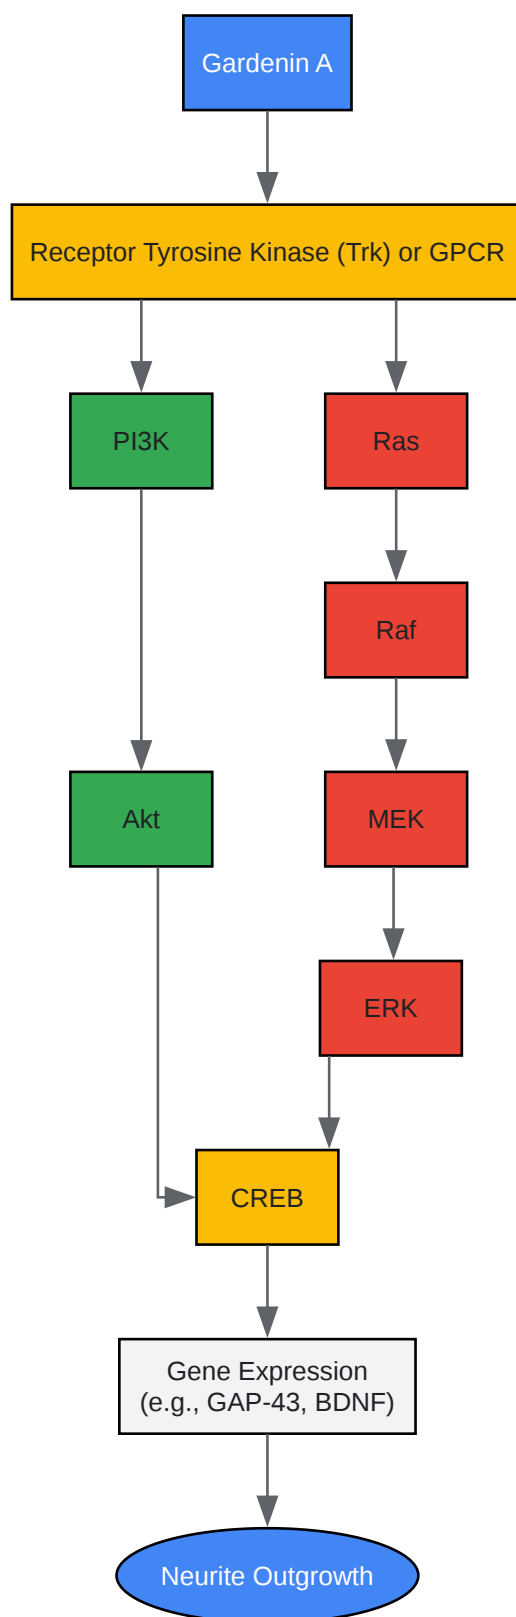 Gardenin A
Receptor Tyrosine Kinase (Trk) or GPCR
PI3K
Ras
Raf
Akt
MEK
ERK
CREB
Gene Expression
(e.g., GAP-43, BDNF)
Neurite Outgrowth